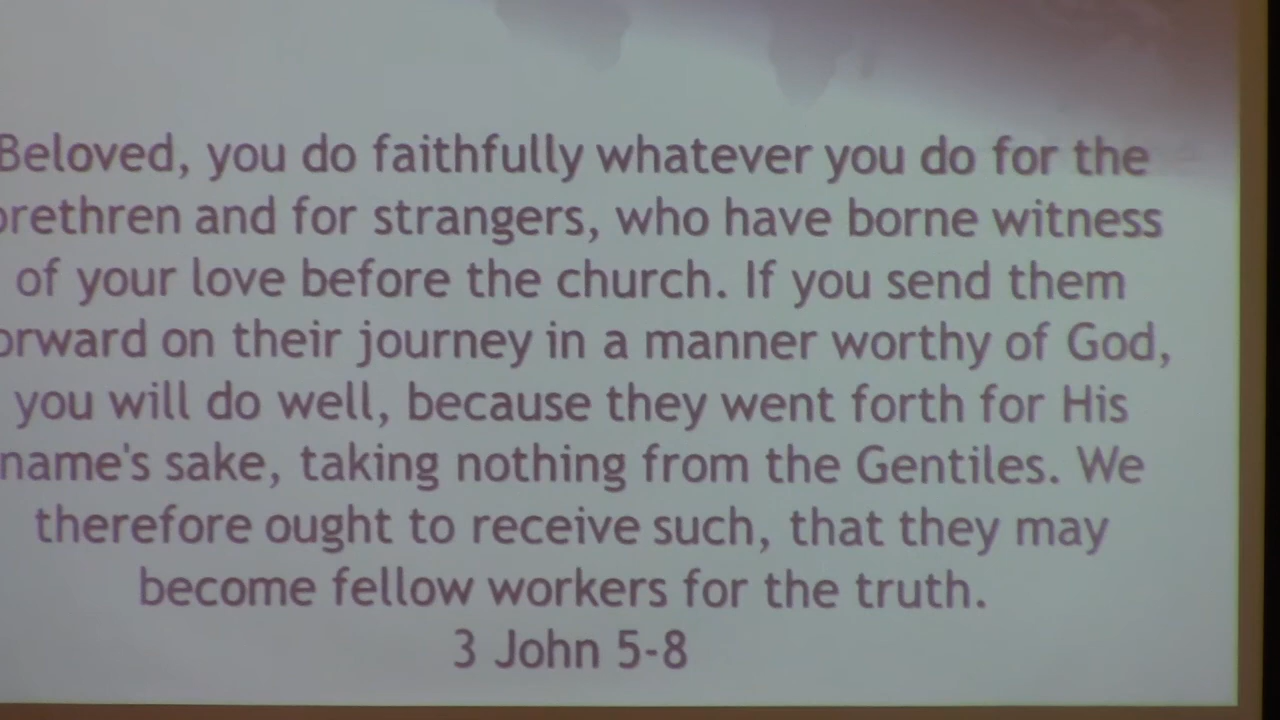 Beloved, you do faithfully whatever you do for the
brethren and for strangers, who have borne witness
of your love before the church. If you send them
orward on their journey in a manner worthy of God,
you will do well, because they went forth for His
name's sake, taking nothing from the Gentiles. We
therefore ought to receive such, that they may
become fellow workers for the truth.
3 John 5-8